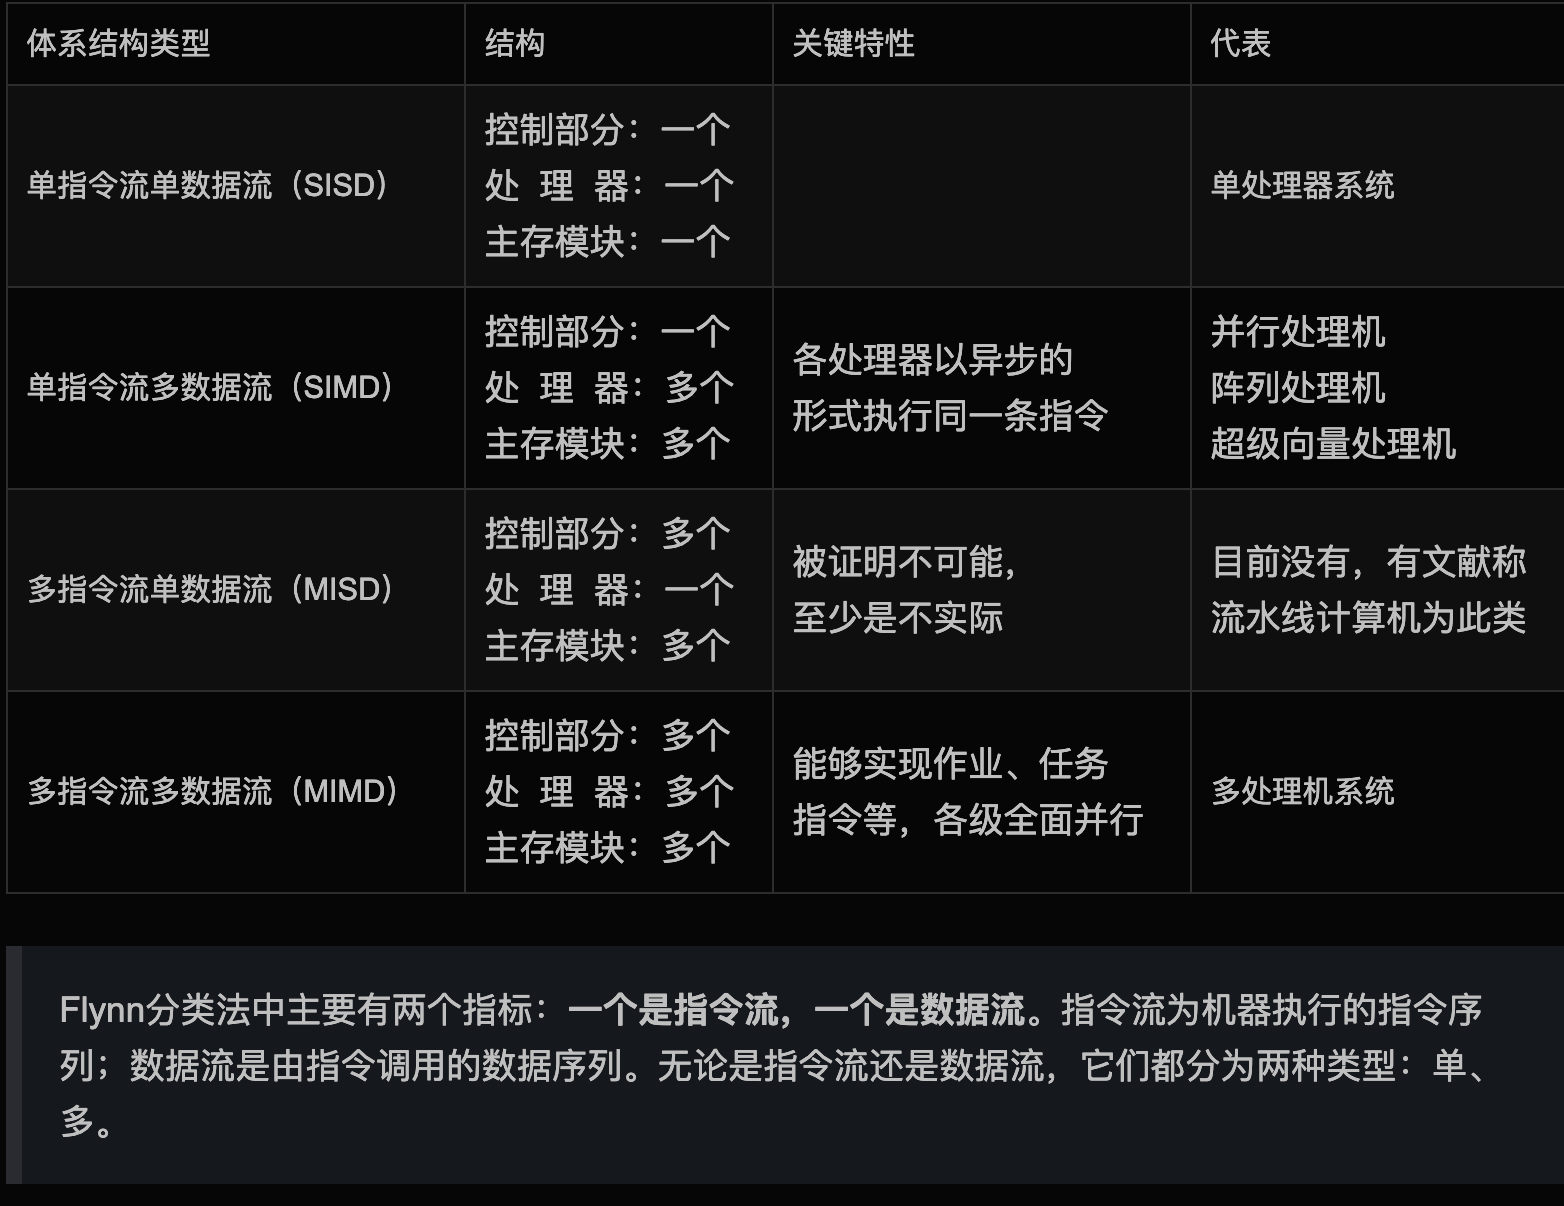 体系结构类型 结构 关键特性 代表
单指令流单数据流（SISD）
控制部分：一个
处 理 器：一个
主存模块：一个
单处理器系统
单指令流多数据流（SIMD）
控制部分：一个
处 理 器：多个
主存模块：多个
各处理器以异步的
形式执行同一条指令
并行处理机
阵列处理机
超级向量处理机
多指令流单数据流（MISD）
控制部分：多个
处 理 器：一个
主存模块：多个
被证明不可能，
至少是不实际
目前没有，有文献称
流水线计算机为此类
多指令流多数据流（MIMD）
控制部分：多个
处 理 器：多个
主存模块：多个
能够实现作业、任务
指令等，各级全面并行
多处理机系统
Flynn分类法中主要有两个指标：一个是指令流，一个是数据流。指令流为机器执行的指令序
列；数据流是由指令调用的数据序列。无论是指令流还是数据流，它们都分为两种类型：单、
多。